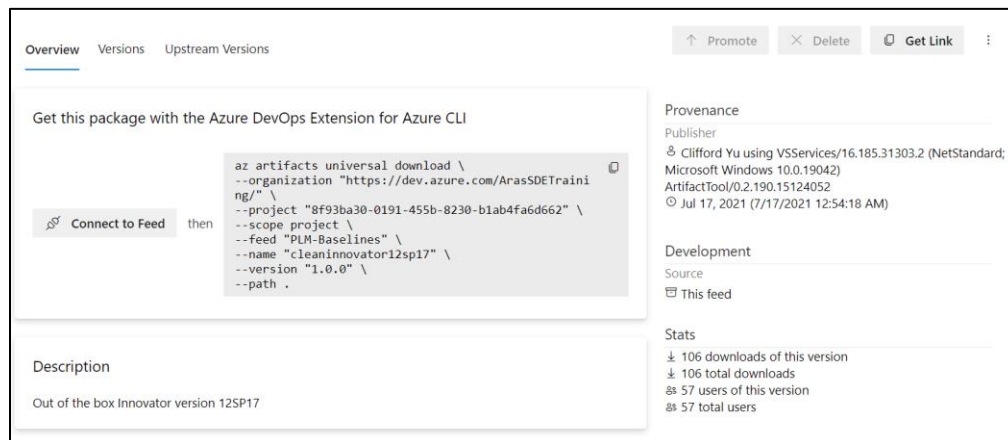 Overview Versions Upstream Versions
Promote Delete Get Link
Get this package with the Azure DevOps Extension for Azure CLI
Connect to Feed then
az artifacts universal download \
--organization "https://dev.azure.com/ArasSDETraini
ng/" \
--project "8f93ba30-0191-455b-8230-b1ab4fa6d662" \
--scope project \
--feed "PLM-Baselines" \
--name "cleaninnovator12sp17" \
--version "1.0.0" \
--path .
Description
Out of the box Innovator version 12SP17
Provenance
Publisher
Clifford Yu using VSServices/16.185.31303.2 (NetStandard;
Microsoft Windows 10.0.19042)
ArtifactTool/0.2.190.15124052
Jul 17, 2021 (7/17/2021 12:54:18 AM)
Development
Source
This feed
Stats
106 downloads of this version
106 total downloads
57 users of this version
57 total users